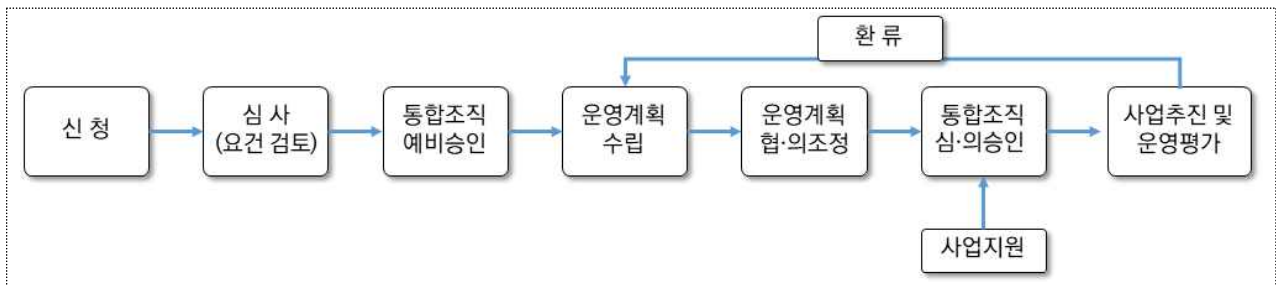 환 류
신 청
심 사
(요건 검토)
통합조직
예비승인
운영계획
수립
운영계획
협·의조정
통합조직
심·의승인
사업추진 및
운영평가
사업지원